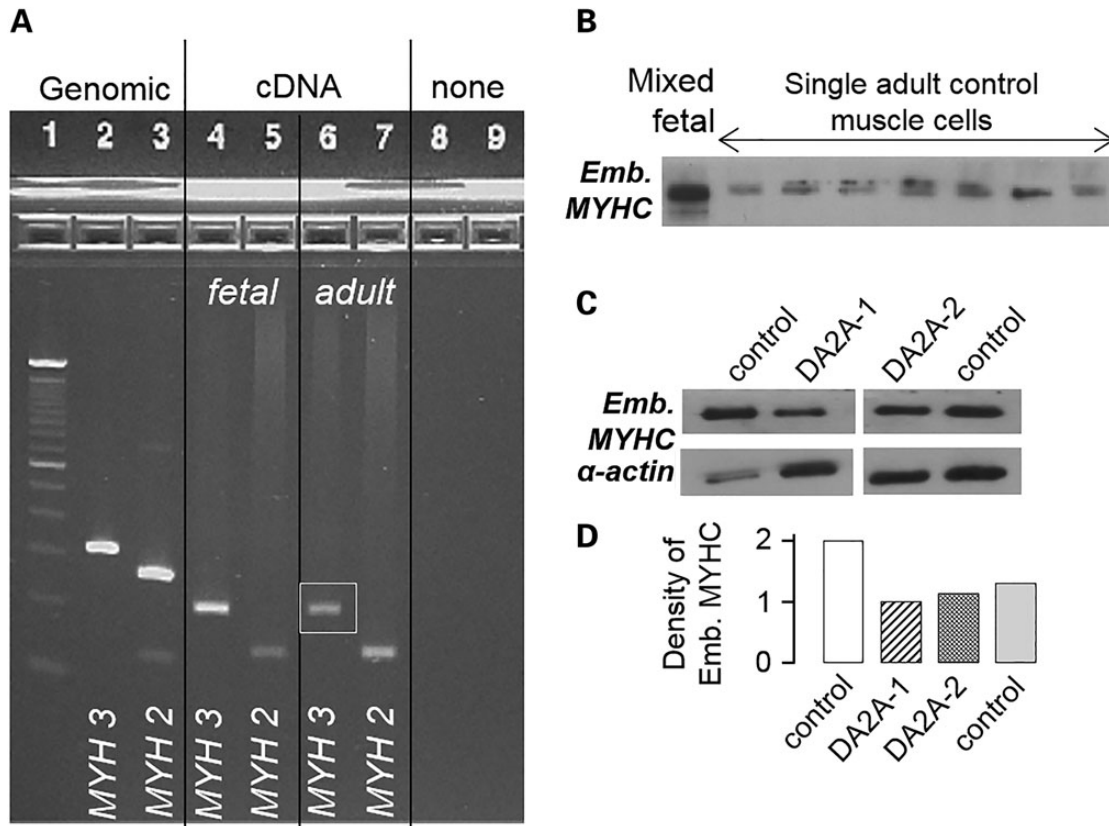 A
Genomic cDNA none
1 2 3 4 5 6 7 8 9
fetal adult
MYH 3 MYH 2 MYH 3 MYH 2 MYH 3 MYH 2
B
Mixed
fetal
Single adult control
muscle cells
Emb.
MYHC
C
control DA2A-1 DA2A-2 control
Emb.
MYHC
α-actin
D
Density of
Emb. MYHC
2
1
0
control DA2A-1 DA2A-2 control